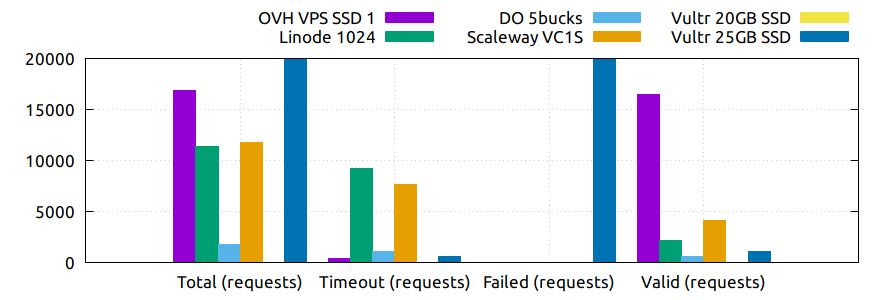 OVH VPS SSD 1 DO 5bucks Vultr 20GB SSD
Linode 1024 Scaleway VC1S Vultr 25GB SSD
20000
15000
10000
5000
0
Total (requests) Timeout (requests) Failed (requests) Valid (requests)